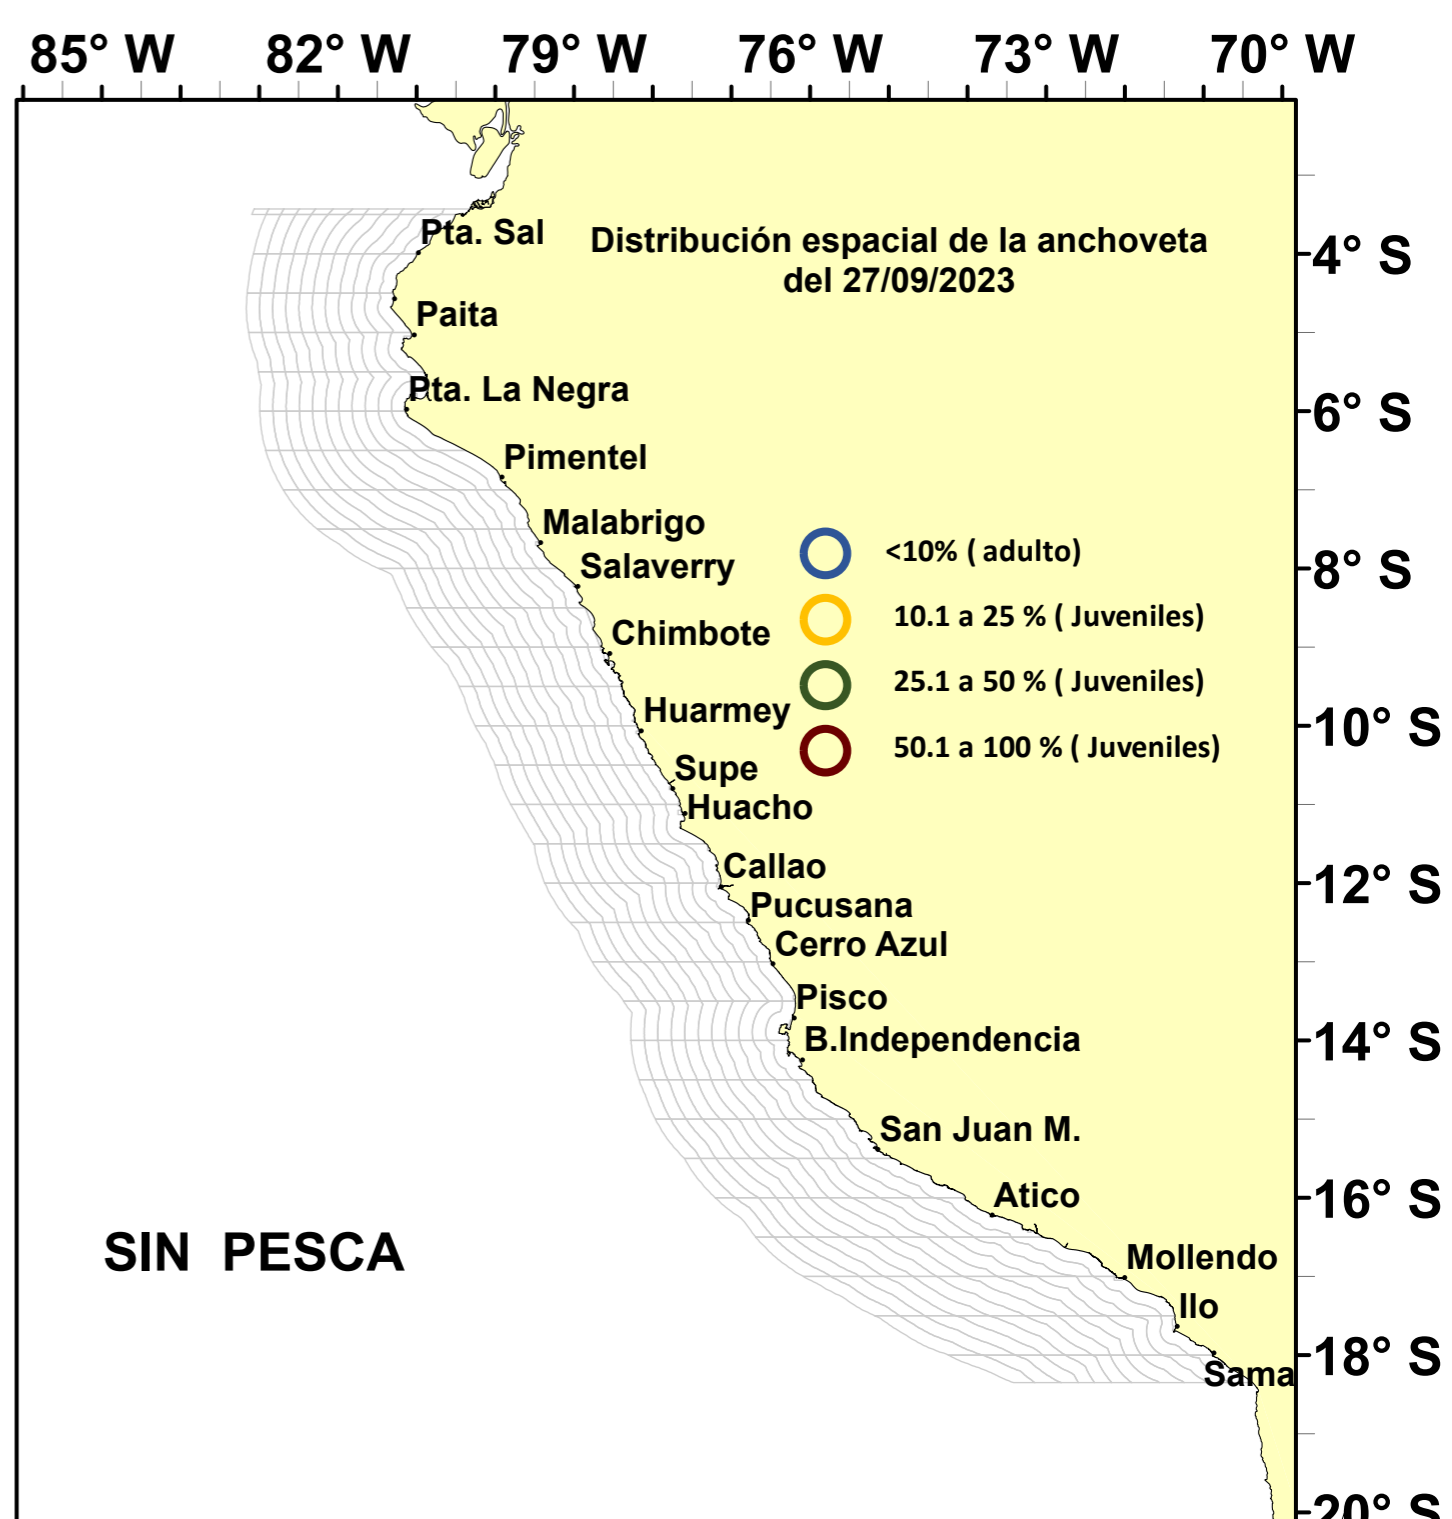 85° W 82° W 79° W 76° W 73° W 70° W
Pta. Sal
Distribución espacial de la anchoveta
del 27/09/2023
4° S
Paita
Pta. La Negra
6° S
Pimentel
Malabrigo
<10% ( adulto)
Salaverry
8° S
10.1 a 25 % ( Juveniles)
Chimbote
25.1 a 50 % ( Juveniles)
Huarmey
10° S
50.1 a 100 % ( Juveniles)
Supe
Huacho
Callao
12° S
Pucusana
Cerro Azul
Pisco
B.Independencia
14° S
San Juan M.
Atico
16° S
SIN PESCA
Mollendo
Ilo
18° S
Sama
20° S